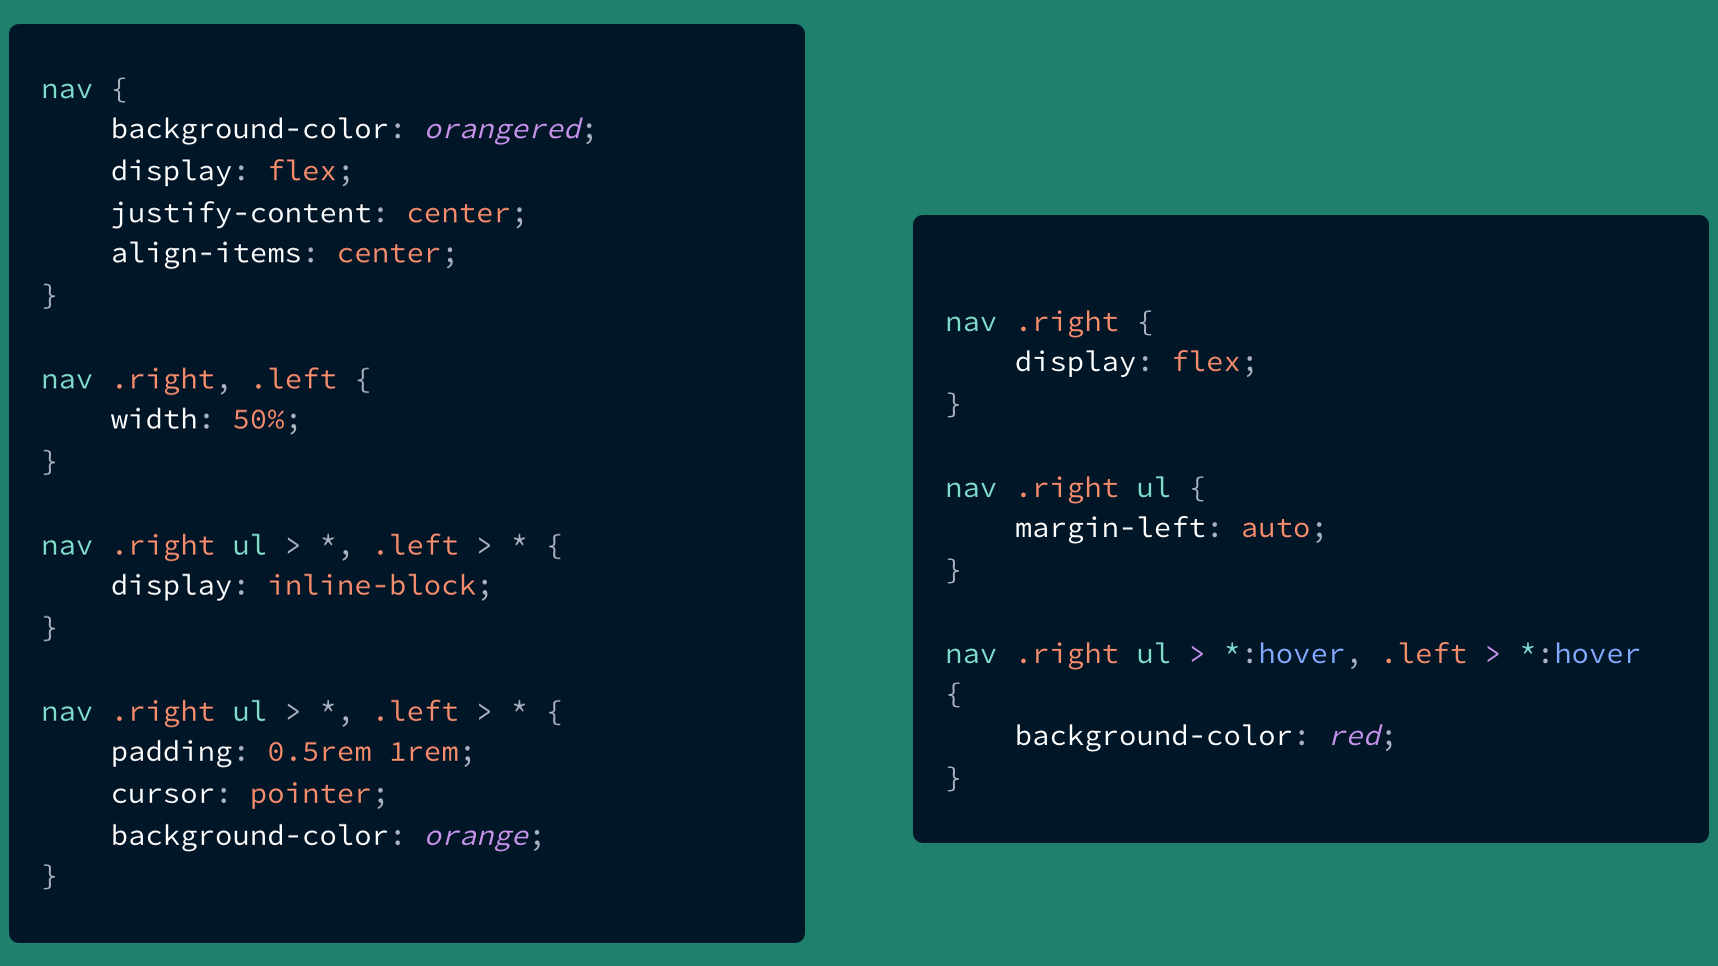 nav {
    background-color: orangered;
    display: flex;
    justify-content: center;
    align-items: center;
}
nav .right, .left {
    width: 50%;
}
nav .right ul > *, .left > * {
    display: inline-block;
}
nav .right ul > *, .left > * {
    padding: 0.5rem 1rem;
    cursor: pointer;
    background-color: orange;
}
nav .right {
    display: flex;
}
nav .right ul {
    margin-left: auto;
}
nav .right ul > *:hover, .left > *:hover
{
    background-color: red;
}